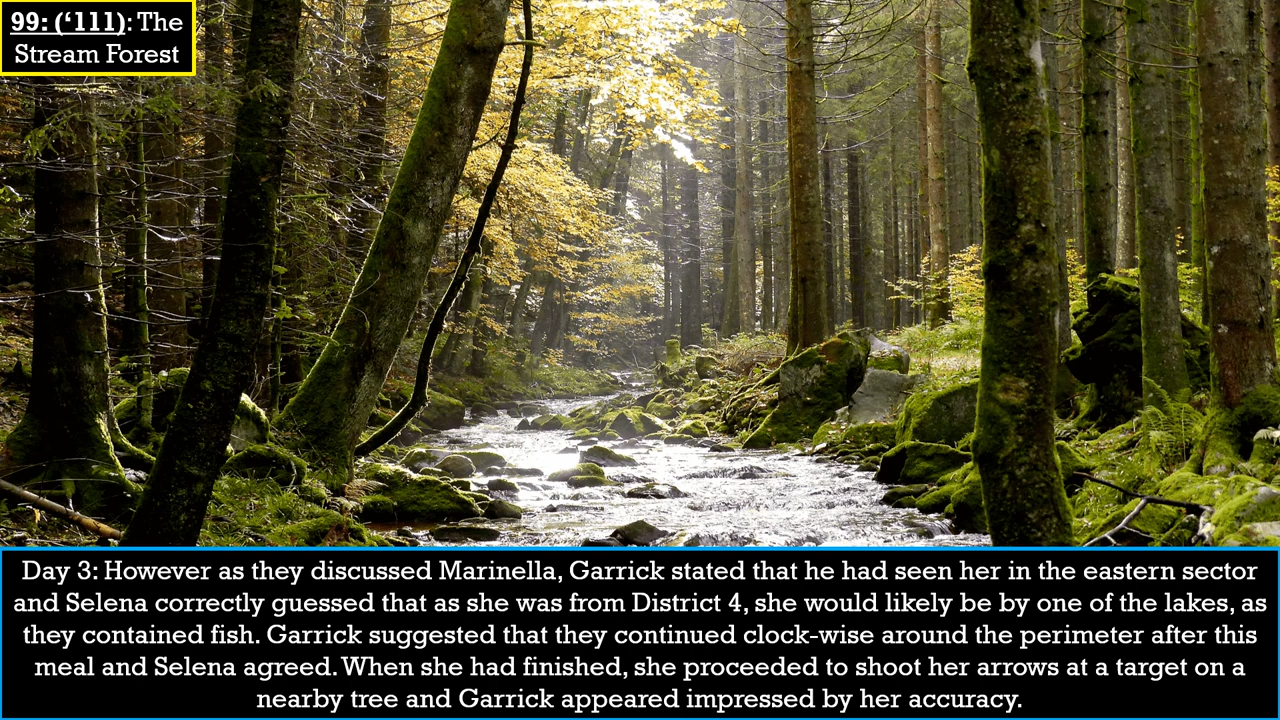 99: (‘111): The
Stream Forest
Day 3: However as they discussed Marinella, Garrick stated that he had seen her in the eastern sector
and Selena correctly guessed that as she was from District 4, she would likely be by one of the lakes, as
they contained fish. Garrick suggested that they continued clock-wise around the perimeter after this
meal and Selena agreed. When she had finished, she proceeded to shoot her arrows at a target on a
nearby tree and Garrick appeared impressed by her accuracy.